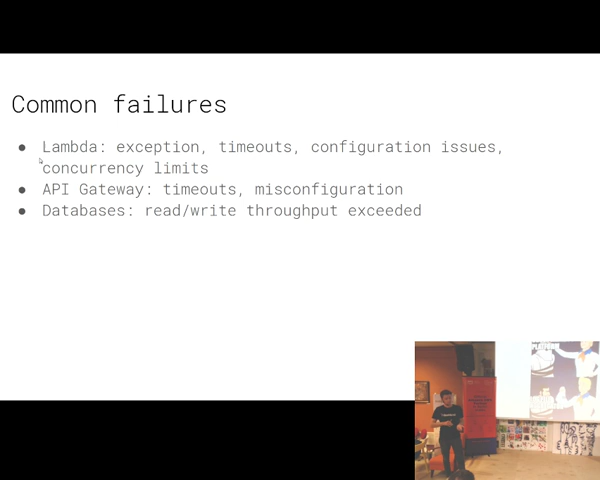 Common failures
● Lambda: exception, timeouts, configuration issues,
concurrency limits
● API Gateway: timeouts, misconfiguration
● Databases: read/write throughput exceeded